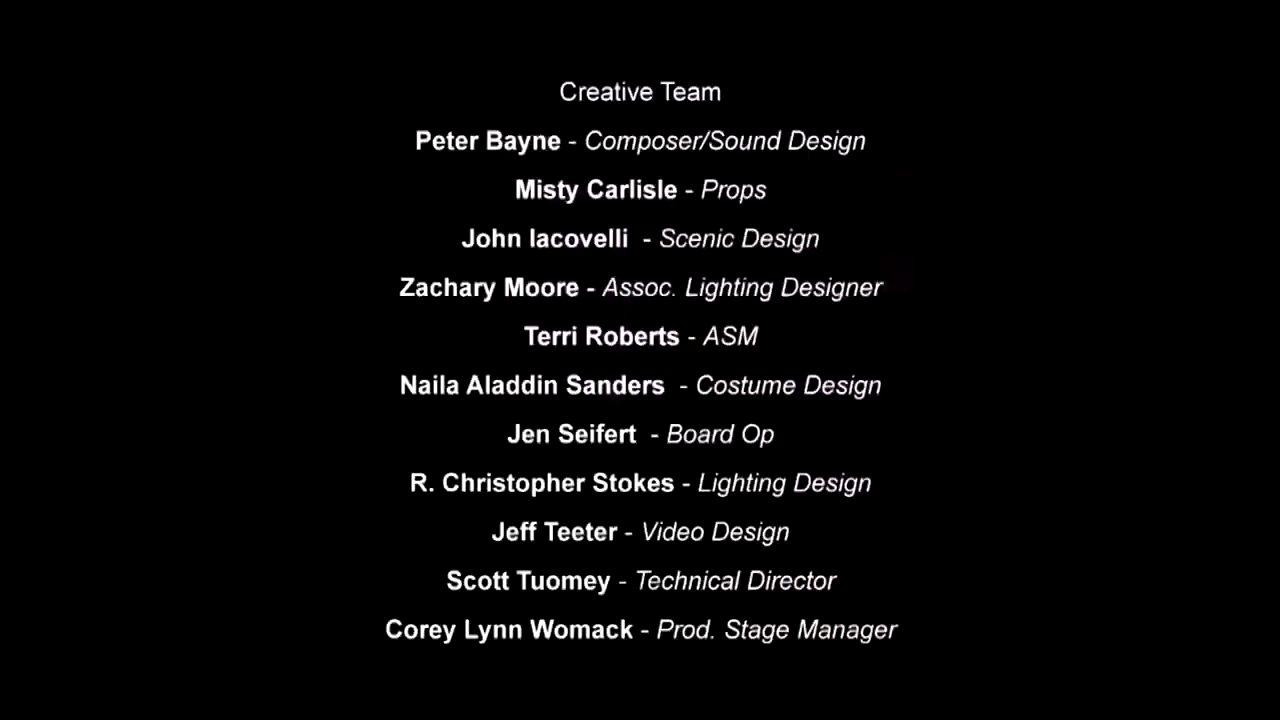 Creative Team
Peter Bayne - Composer/Sound Design
Misty Carlisle - Props
John Iacovelli - Scenic Design
Zachary Moore - Assoc. Lighting Designer
Terri Roberts - ASM
Naila Aladdin Sanders - Costume Design
Jen Seifert - Board Op
R. Christopher Stokes - Lighting Design
Jeff Teeter - Video Design
Scott Tuomey - Technical Director
Corey Lynn Womack - Prod. Stage Manager